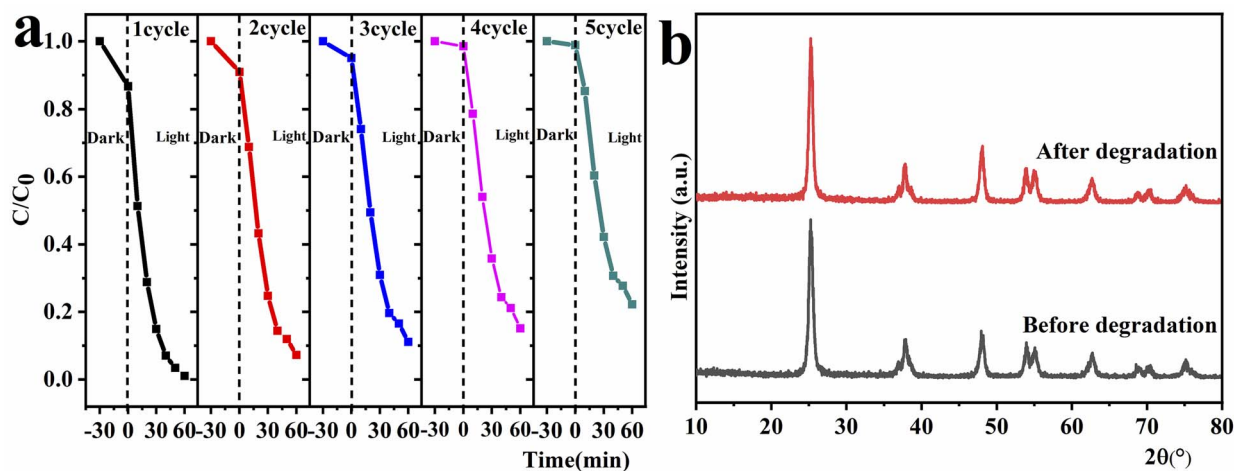 a
1cycle 2cycle 3cycle 4cycle 5cycle
1.0
0.8
0.6
0.4
0.2
0.0
C/C0
Dark Light Dark Light Dark Light Dark Light Dark Light
-30 0 30 60-30 0 30 60-30 0 30 60-30 0 30 60-30 0 30 60
Time(min)
b
After degradation
Before degradation
Intensity (a.u.)
10 20 30 40 50 60 70 80
2θ(°)